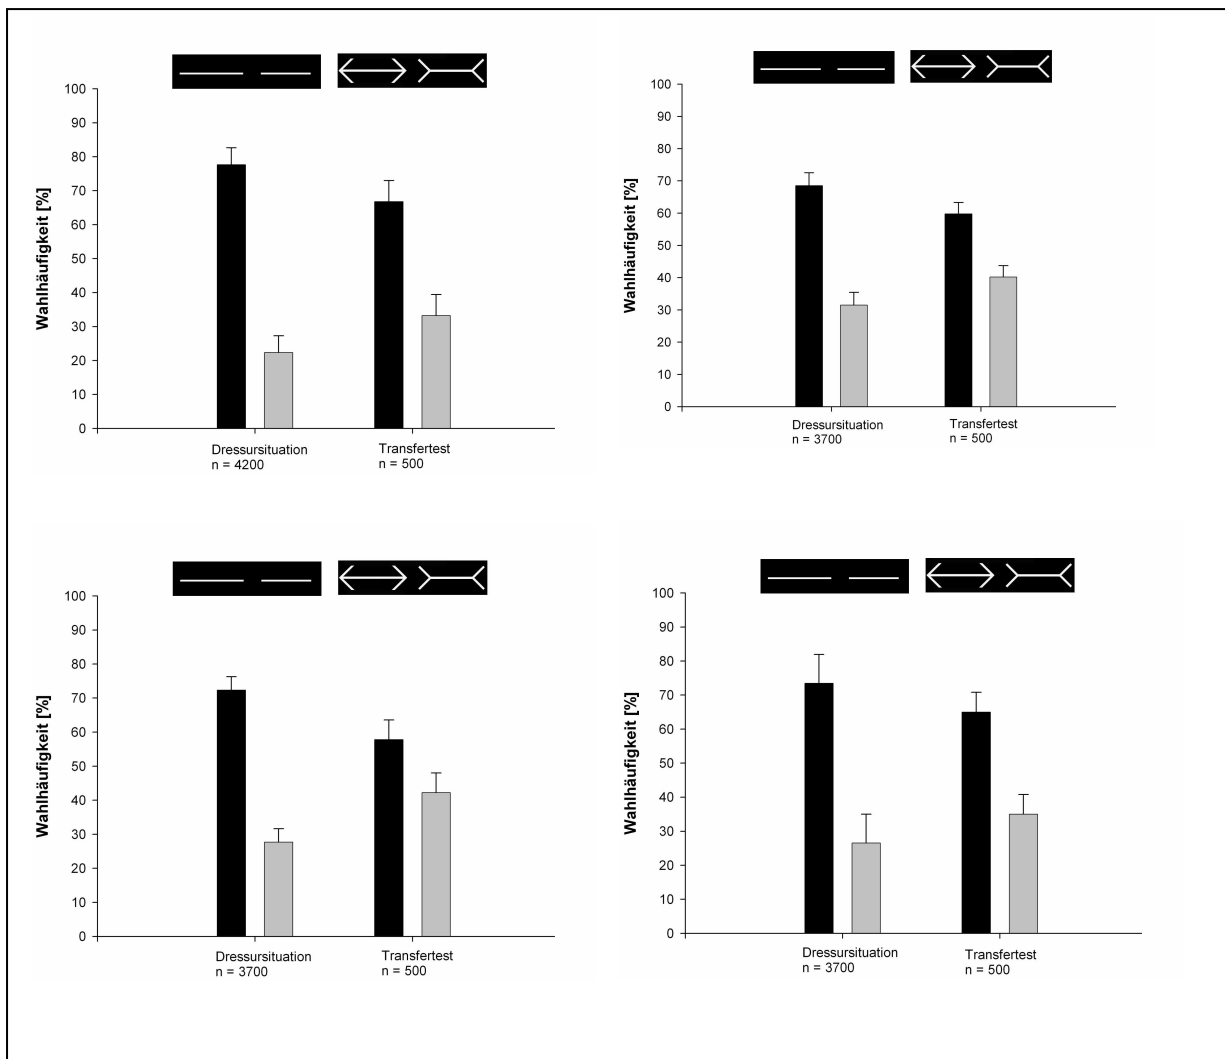 100
90
80
70
60
50
40
30
20
10
0
Wahlhäufigkeit [%]
Dressursituation
n = 4200
Transfertest
n = 500
100
90
80
70
60
50
40
30
20
10
0
Wahlhäufigkeit [%]
Dressursituation
n = 3700
Transfertest
n = 500
100
90
80
70
60
50
40
30
20
10
0
Wahlhäufigkeit [%]
Dressursituation
n = 3700
Transfertest
n = 500
100
90
80
70
60
50
40
30
20
10
0
Wahlhäufigkeit [%]
Dressursituation
n = 3700
Transfertest
n = 500